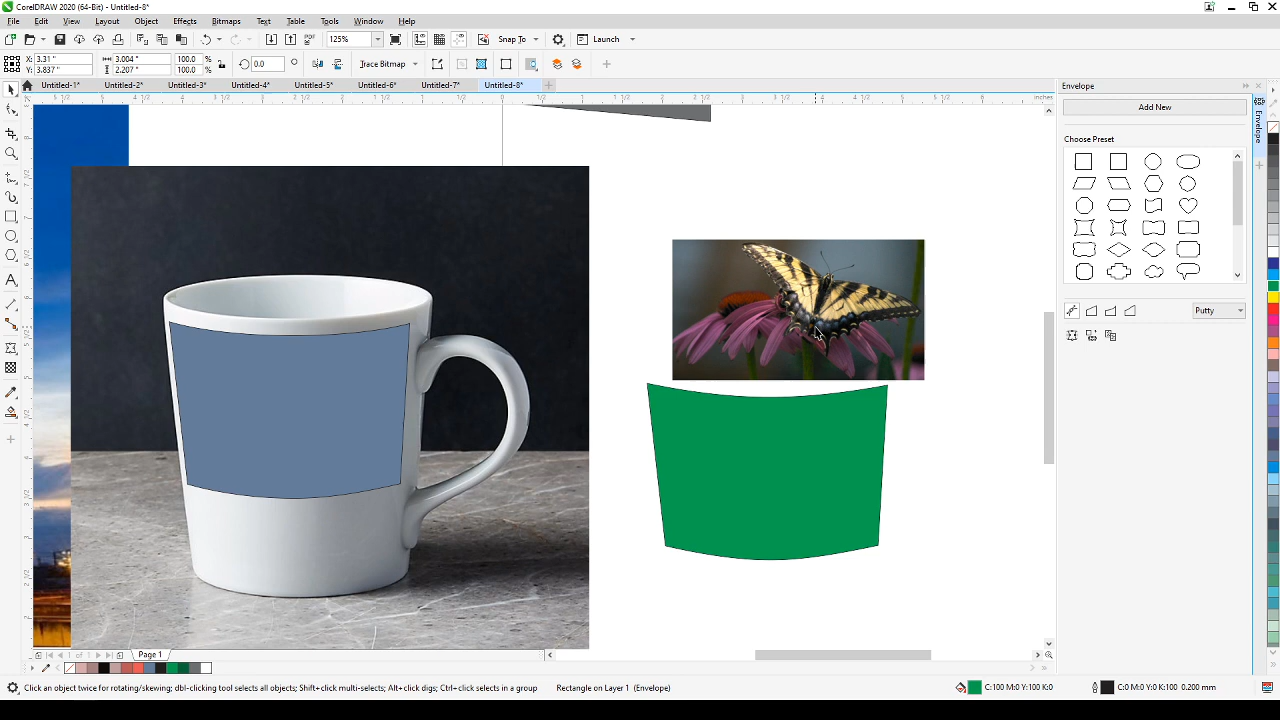 CorelDRAW 2020 (64-Bit) - Untitled-8*
File Edit View Layout Object Effects Bitmaps Text Table Tools Window Help
125% Snap To Launch
X: 3.31 " 3.004 " 100.0 %
Y: 3.837 " 2.207 " 100.0 % 0.0 Trace Bitmap
Untitled-1* Untitled-2* Untitled-3* Untitled-4* Untitled-5* Untitled-6* Untitled-7* Untitled-8*
inches
Envelope
Add New
Envelope
Choose Preset
Putty
1 of 1 Page 1
Click an object twice for rotating/skewing; dbl-clicking tool selects all objects; Shift+click multi-selects; Alt+click digs; Ctrl+click selects in a group Rectangle on Layer 1 (Envelope) C:100 M:0 Y:100 K:0 C:0 M:0 Y:0 K:100 0.200 mm